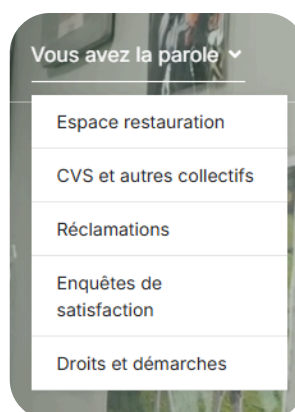 Vous avez la parole
Espace restauration
CVS et autres collectifs
Réclamations
Enquêtes de
satisfaction
Droits et démarches